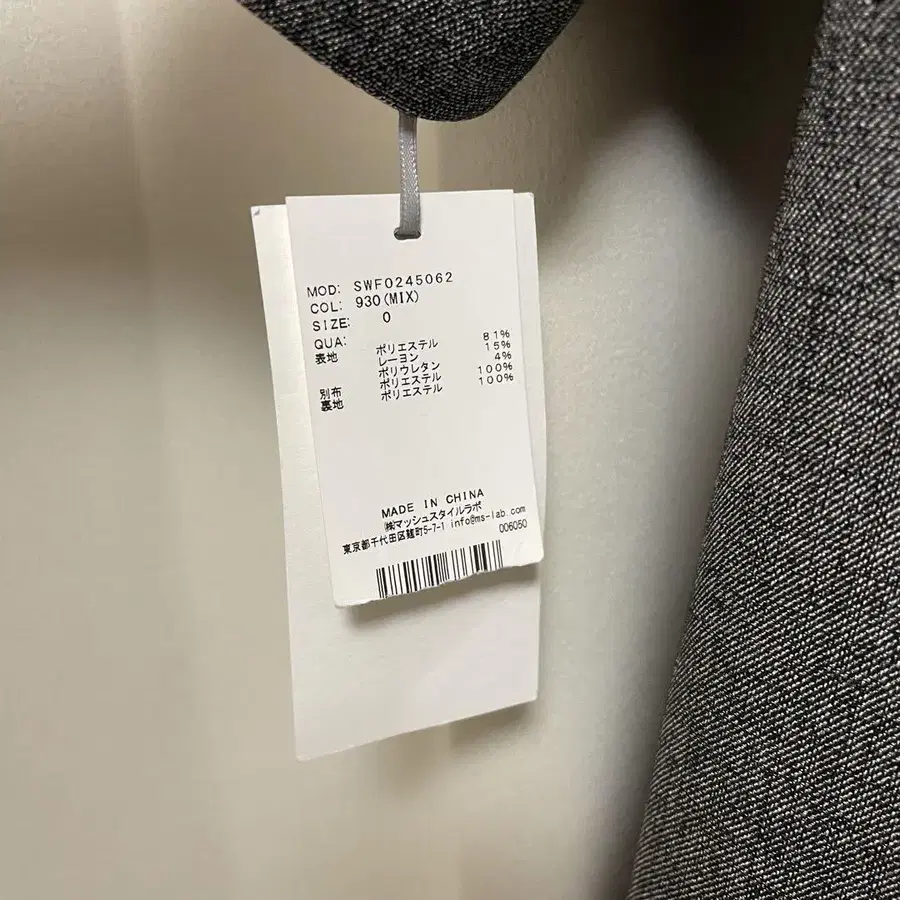 MOD: SWF0245062
COL: 930(MIX)
SIZE: 0
QUA:
表地 ポリエステル 81%
レーヨン 15%
ポリウレタン 4%
別布 ポリエステル 100%
裏地 ポリエステル 100%
MADE IN CHINA
㈱マッシュスタイルラボ
東京都千代田区麹町5-7-1 info@ms-lab.com
006050